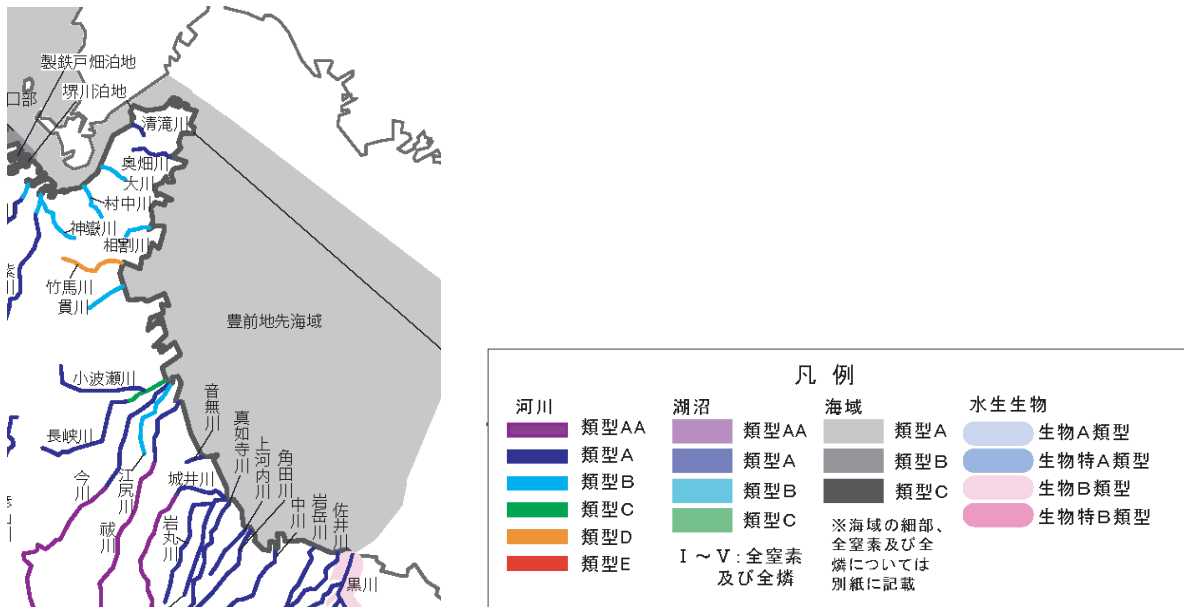 製鉄戸畑泊地
堺川泊地
口部
清滝川
奥畑川
大川
村中川
神嶽川
相割川
竹馬川
貫川
豊前地先海域
小波瀬川
長峡川
今川
江尻川
祓川
音無川
城井川
岩丸川
真如寺川
上河内川
角田川
中川
岩岳川
佐井川
黒川
凡 例
河川
類型AA
類型A
類型B
類型C
類型D
類型E
湖沼
類型AA
類型A
類型B
類型C
Ⅰ～Ⅴ:全窒素
及び全燐
海域
類型A
類型B
類型C
※海域の細部、
全窒素及び全
燐については
別紙に記載
水生生物
生物A類型
生物特A類型
生物B類型
生物特B類型